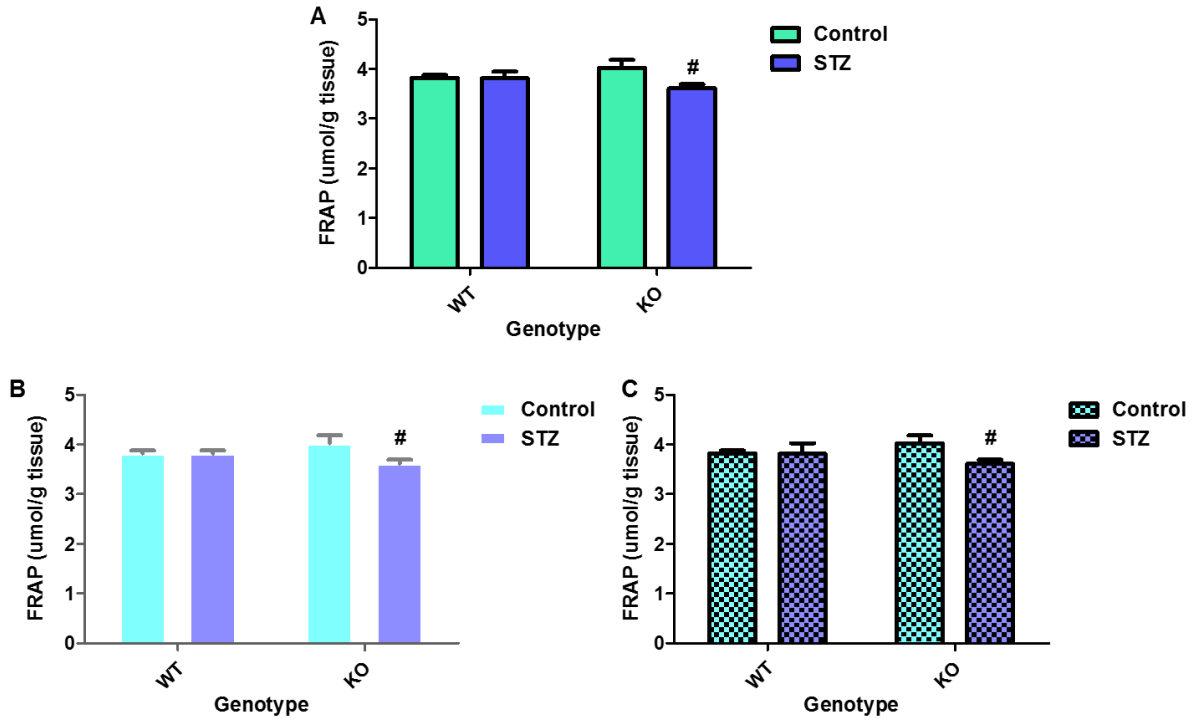 A
FRAP (umol/g tissue)
5
4
3
2
1
0
#
WT
KO
Genotype
Control
STZ
B
FRAP (umol/g tissue)
5
4
3
2
1
0
#
WT
KO
Genotype
Control
STZ
C
FRAP (umol/g tissue)
5
4
3
2
1
0
#
WT
KO
Genotype
Control
STZ